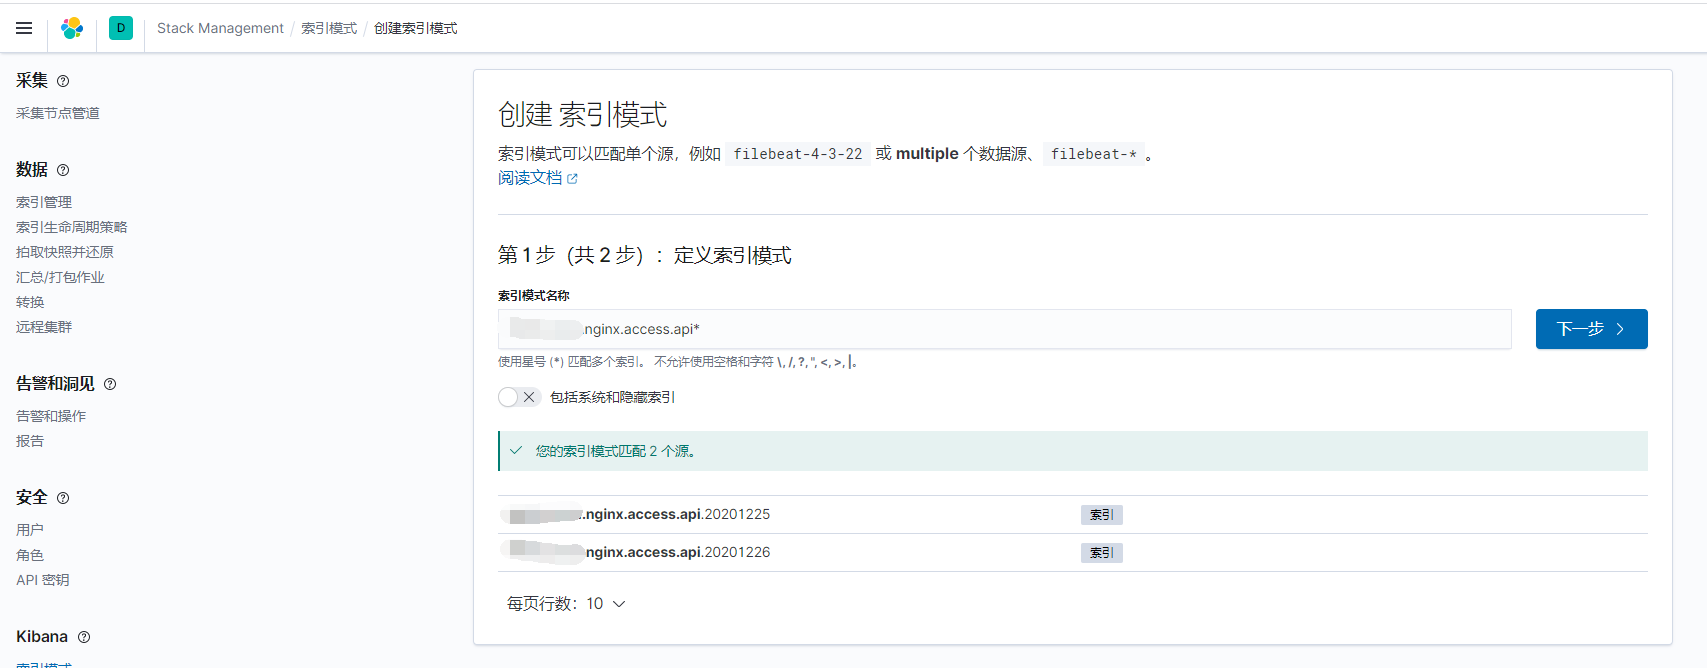 D Stack Management / 索引模式 / 创建索引模式
采集
采集节点管道
数据
索引管理
索引生命周期策略
拍取快照并还原
汇总/打包作业
转换
远程集群
告警和洞见
告警和操作
报告
安全
用户
角色
API 密钥
Kibana
索引模式
创建 索引模式
索引模式可以匹配单个源，例如 filebeat-4-3-22 或 multiple 个数据源、 filebeat-* 。
阅读文档
第 1 步（共 2 步）：定义索引模式
索引模式名称
.nginx.access.api*
下一步
使用星号 (*) 匹配多个索引。 不允许使用空格和字符 \, /, ?, ", <, >, |。
包括系统和隐藏索引
您的索引模式匹配 2 个源。
.nginx.access.api.20201225 索引
nginx.access.api.20201226 索引
每页行数：10